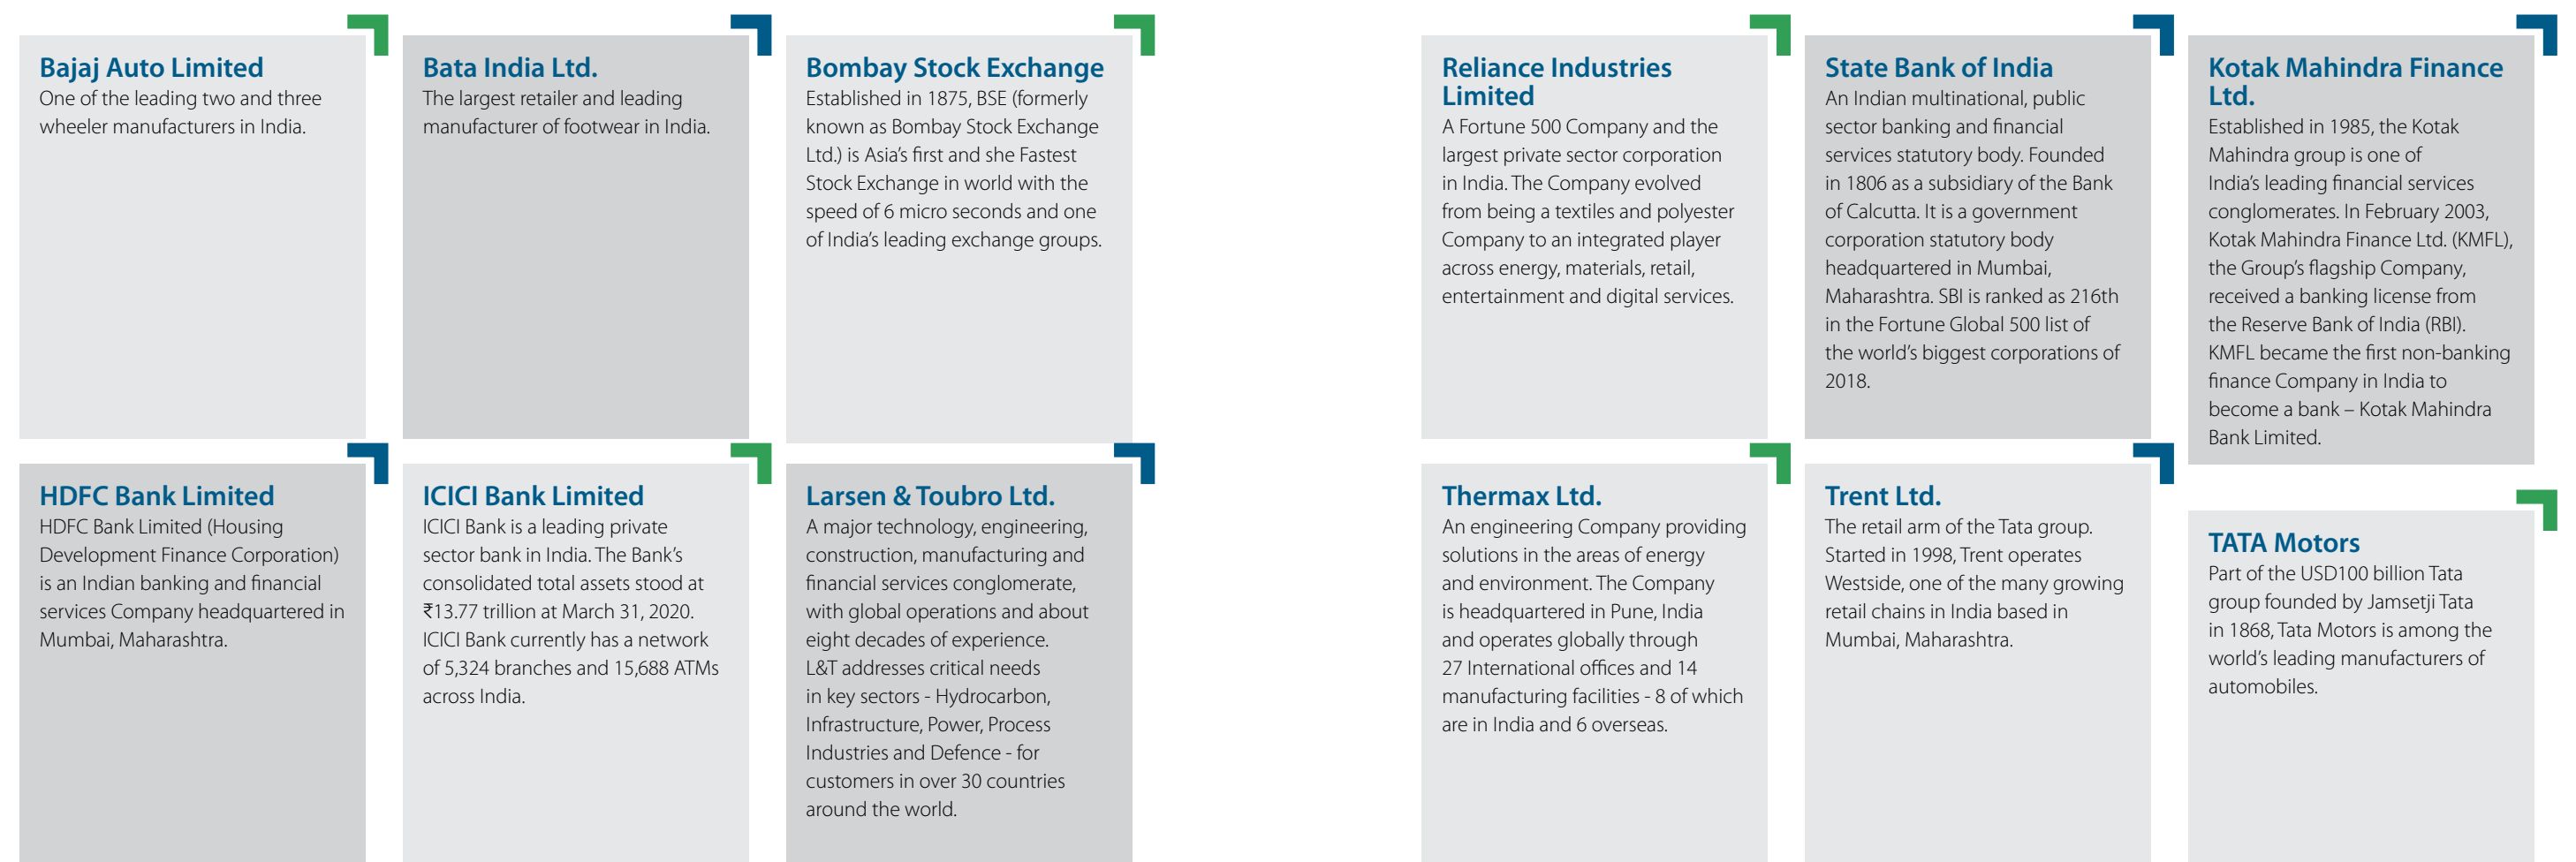 Bajaj Auto Limited
One of the leading two and three
wheeler manufacturers in India.
Bata India Ltd.
The largest retailer and leading
manufacturer of footwear in India.
Bombay Stock Exchange
Established in 1875, BSE (formerly
known as Bombay Stock Exchange
Ltd.) is Asia's first and she Fastest
Stock Exchange in world with the
speed of 6 micro seconds and one
of India's leading exchange groups.
Reliance Industries
Limited
A Fortune 500 Company and the
largest private sector corporation
in India. The Company evolved
from being a textiles and polyester
Company to an integrated player
across energy, materials, retail,
entertainment and digital services.
State Bank of India
An Indian multinational, public
sector banking and financial
services statutory body. Founded
in 1806 as a subsidiary of the Bank
of Calcutta. It is a government
corporation statutory body
headquartered in Mumbai,
Maharashtra. SBI is ranked as 216th
in the Fortune Global 500 list of
the world's biggest corporations of
2018.
Kotak Mahindra Finance
Ltd.
Established in 1985, the Kotak
Mahindra group is one of
India's leading financial services
conglomerates. In February 2003,
Kotak Mahindra Finance Ltd. (KMFL),
the Group's flagship Company,
received a banking license from
the Reserve Bank of India (RBI).
KMFL became the first non-banking
finance Company in India to
become a bank – Kotak Mahindra
Bank Limited.
HDFC Bank Limited
HDFC Bank Limited (Housing
Development Finance Corporation)
is an Indian banking and financial
services Company headquartered in
Mumbai, Maharashtra.
ICICI Bank Limited
ICICI Bank is a leading private
sector bank in India. The Bank's
consolidated total assets stood at
₹13.77 trillion at March 31, 2020.
ICICI Bank currently has a network
of 5,324 branches and 15,688 ATMs
across India.
Larsen & Toubro Ltd.
A major technology, engineering,
construction, manufacturing and
financial services conglomerate,
with global operations and about
eight decades of experience.
L&T addresses critical needs
in key sectors - Hydrocarbon,
Infrastructure, Power, Process
Industries and Defence - for
customers in over 30 countries
around the world.
Thermax Ltd.
An engineering Company providing
solutions in the areas of energy
and environment. The Company
is headquartered in Pune, India
and operates globally through
27 International offices and 14
manufacturing facilities - 8 of which
are in India and 6 overseas.
Trent Ltd.
The retail arm of the Tata group.
Started in 1998, Trent operates
Westside, one of the many growing
retail chains in India based in
Mumbai, Maharashtra.
TATA Motors
Part of the USD100 billion Tata
group founded by Jamsetji Tata
in 1868, Tata Motors is among the
world's leading manufacturers of
automobiles.